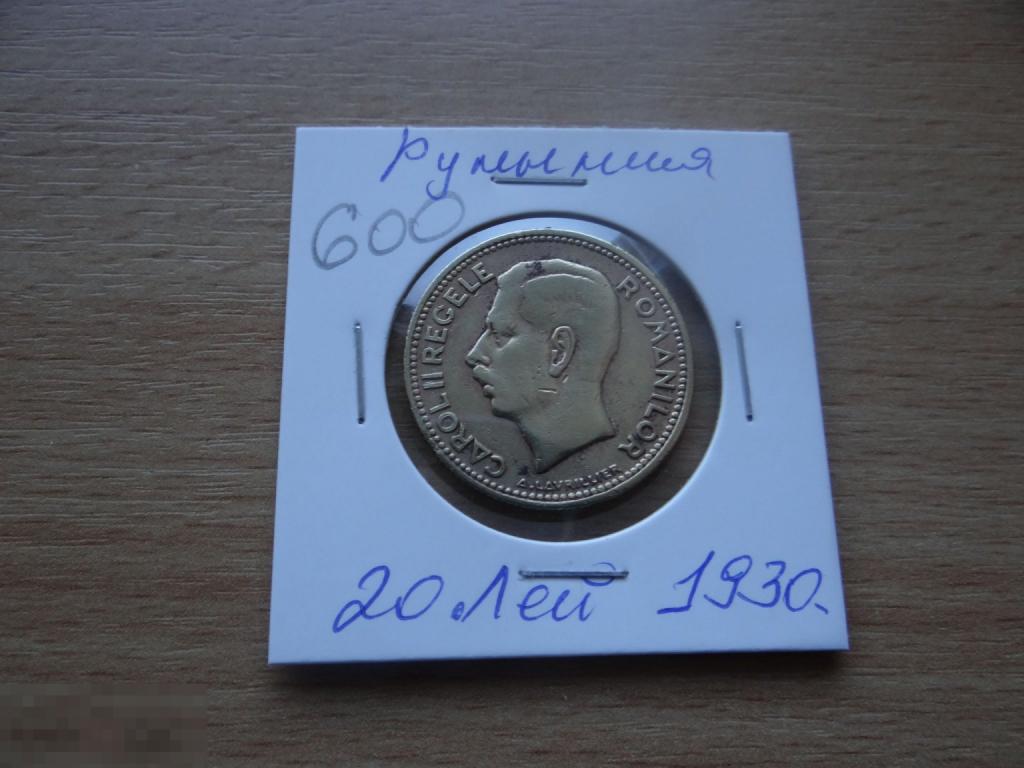 Румыния
600
CAROL II REGELE ROMANILOR
A.LAVRILLIER
20 Лей 1930.